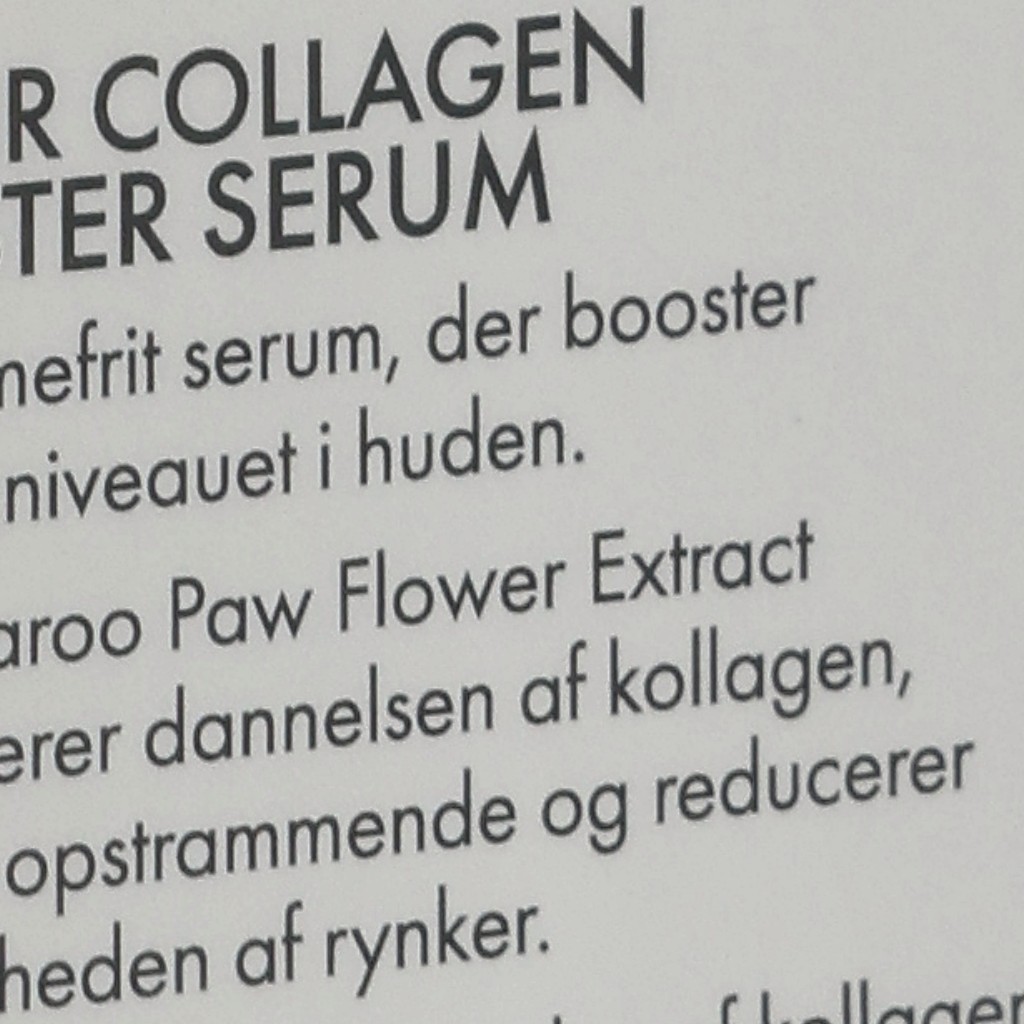 R COLLAGEN
TER SERUM
nefrit serum, der booster
niveauet i huden.
aroo Paw Flower Extract
erer dannelsen af kollagen,
opstrammende og reducerer
heden af rynker.
f kollagen